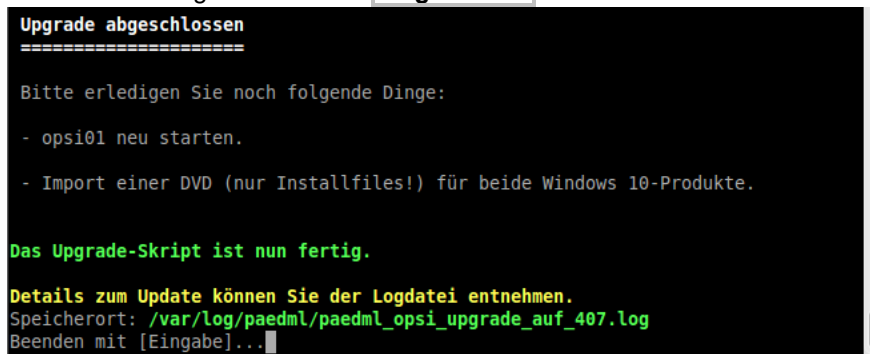 Upgrade abgeschlossen
=====================
Bitte erledigen Sie noch folgende Dinge:
- opsi01 neu starten.
- Import einer DVD (nur Installfiles!) für beide Windows 10-Produkte.
Das Upgrade-Skript ist nun fertig.
Details zum Update können Sie der Logdatei entnehmen.
Speicherort: /var/log/paedml/paedml_opsi_upgrade_auf_407.log
Beenden mit [Eingabe]...